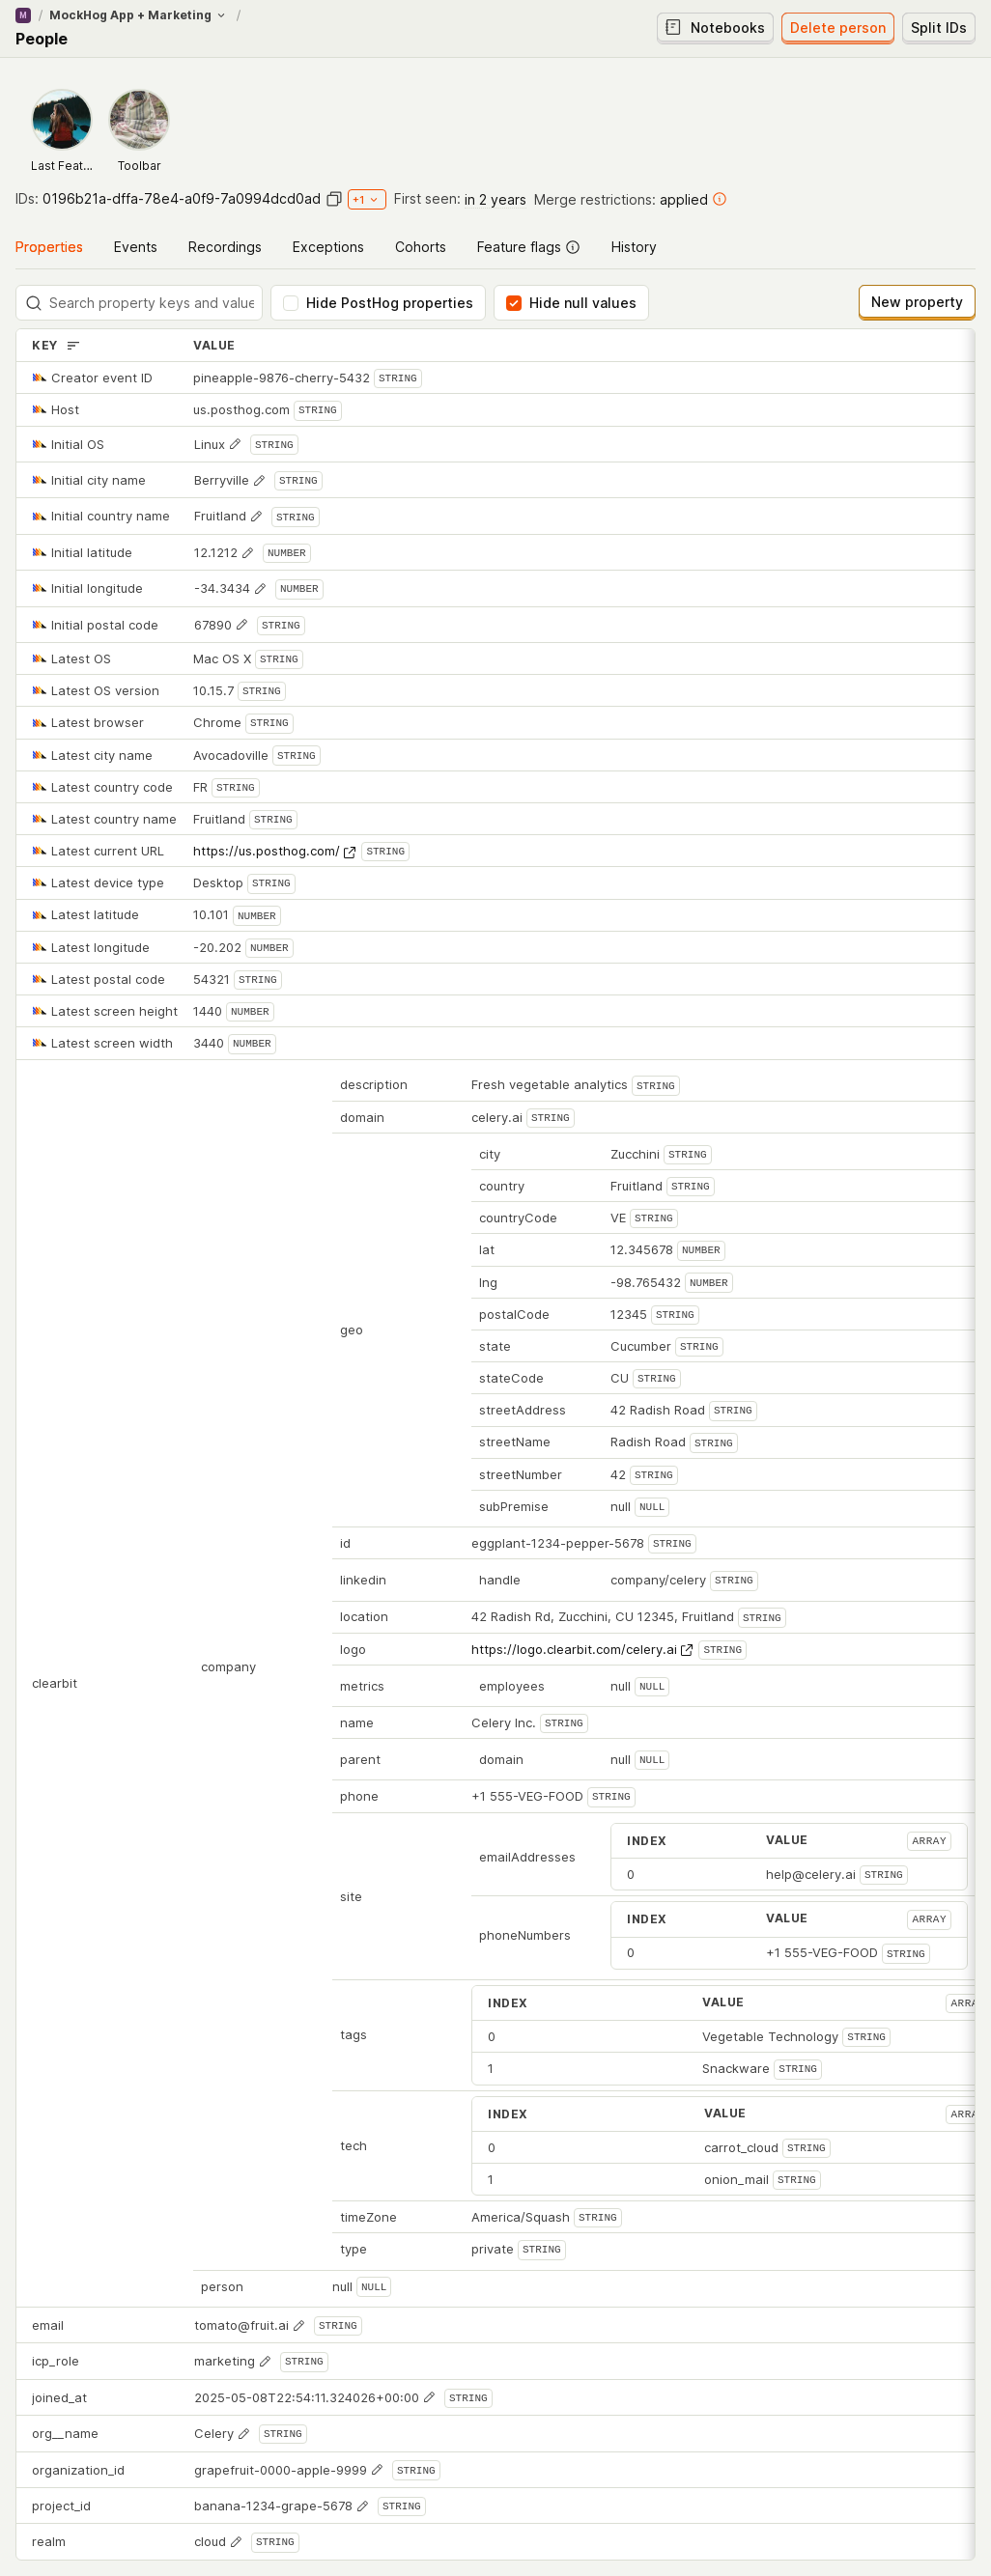 M / MockHog App + Marketing /
People
Notebooks
Delete person
Split IDs
Last Feat...
Toolbar
IDs: 0196b21a-dffa-78e4-a0f9-7a0994dcd0ad +1 First seen: in 2 years Merge restrictions: applied
Properties Events Recordings Exceptions Cohorts Feature flags History
Search property keys and value
Hide PostHog properties
Hide null values
New property
KEY VALUE
Creator event ID pineapple-9876-cherry-5432 STRING
Host us.posthog.com STRING
Initial OS Linux STRING
Initial city name Berryville STRING
Initial country name Fruitland STRING
Initial latitude 12.1212 NUMBER
Initial longitude -34.3434 NUMBER
Initial postal code 67890 STRING
Latest OS Mac OS X STRING
Latest OS version 10.15.7 STRING
Latest browser Chrome STRING
Latest city name Avocadoville STRING
Latest country code FR STRING
Latest country name Fruitland STRING
Latest current URL https://us.posthog.com/ STRING
Latest device type Desktop STRING
Latest latitude 10.101 NUMBER
Latest longitude -20.202 NUMBER
Latest postal code 54321 STRING
Latest screen height 1440 NUMBER
Latest screen width 3440 NUMBER
clearbit
company
description Fresh vegetable analytics STRING
domain celery.ai STRING
geo
city Zucchini STRING
country Fruitland STRING
countryCode VE STRING
lat 12.345678 NUMBER
lng -98.765432 NUMBER
postalCode 12345 STRING
state Cucumber STRING
stateCode CU STRING
streetAddress 42 Radish Road STRING
streetName Radish Road STRING
streetNumber 42 STRING
subPremise null NULL
id eggplant-1234-pepper-5678 STRING
linkedin handle company/celery STRING
location 42 Radish Rd, Zucchini, CU 12345, Fruitland STRING
logo https://logo.clearbit.com/celery.ai STRING
metrics employees null NULL
name Celery Inc. STRING
parent domain null NULL
phone +1 555-VEG-FOOD STRING
site
emailAddresses
INDEX VALUE ARRAY
0 help@celery.ai STRING
phoneNumbers
INDEX VALUE ARRAY
0 +1 555-VEG-FOOD STRING
tags
INDEX VALUE ARRA
0 Vegetable Technology STRING
1 Snackware STRING
tech
INDEX VALUE ARRA
0 carrot_cloud STRING
1 onion_mail STRING
timeZone America/Squash STRING
type private STRING
person null NULL
email tomato@fruit.ai STRING
icp_role marketing STRING
joined_at 2025-05-08T22:54:11.324026+00:00 STRING
org__name Celery STRING
organization_id grapefruit-0000-apple-9999 STRING
project_id banana-1234-grape-5678 STRING
realm cloud STRING